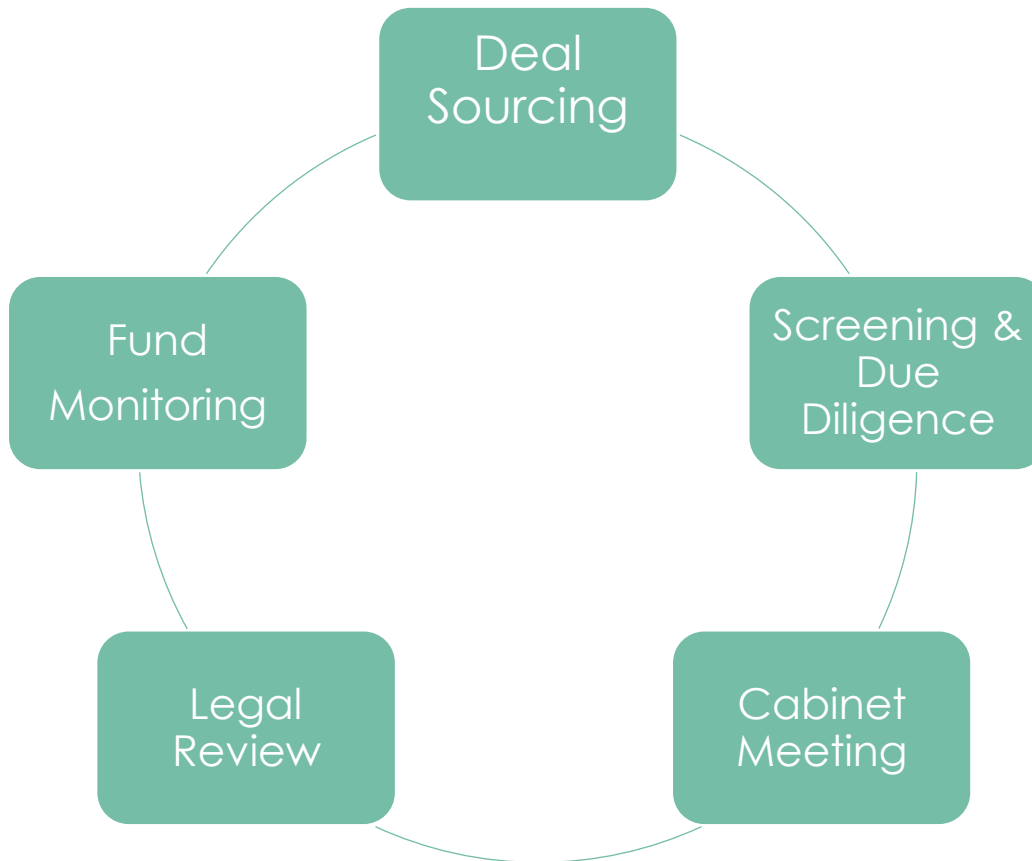 Deal
Sourcing
Screening &
Due
Diligence
Cabinet
Meeting
Legal
Review
Fund
Monitoring